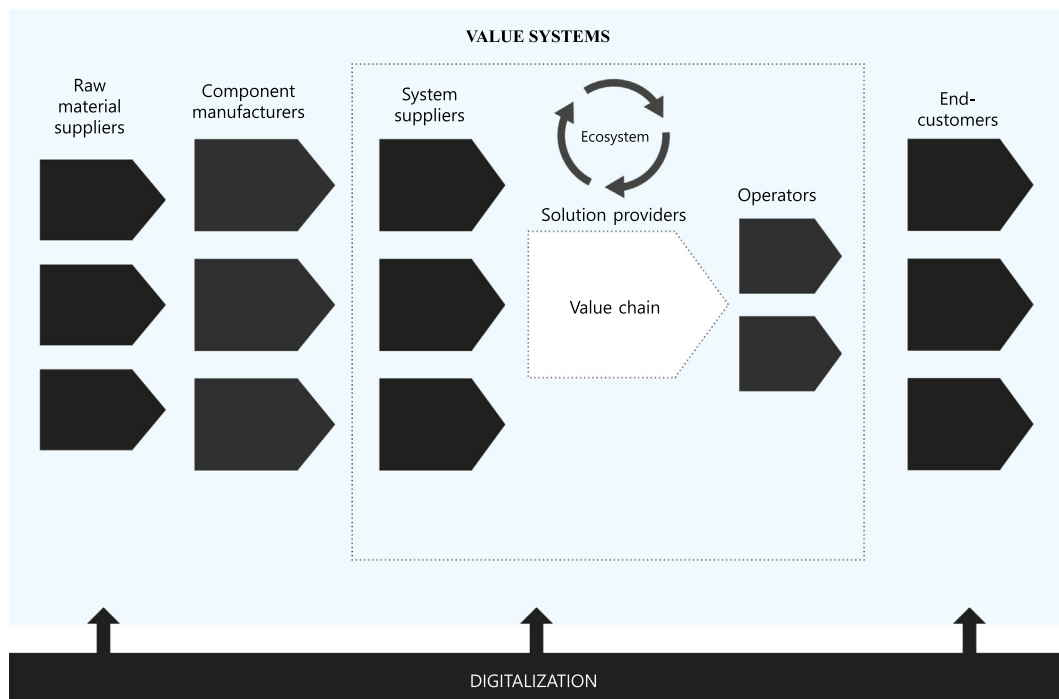 VALUE SYSTEMS
Raw
material
suppliers
Component
manufacturers
System
suppliers
Ecosystem
Solution providers
Value chain
Operators
End-
customers
DIGITALIZATION